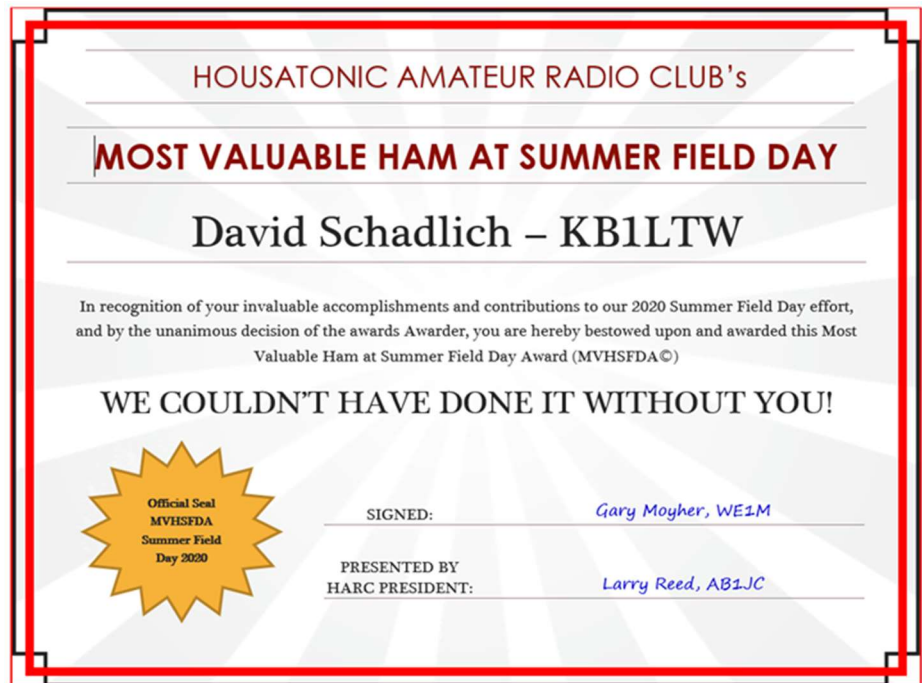 HOUSATONIC AMATEUR RADIO CLUB's
MOST VALUABLE HAM AT SUMMER FIELD DAY
David Schadlich – KB1LTW
In recognition of your invaluable accomplishments and contributions to our 2020 Summer Field Day effort,
and by the unanimous decision of the awards Awarder, you are hereby bestowed upon and awarded this Most
Valuable Ham at Summer Field Day Award (MVHSFDA©)
WE COULDN'T HAVE DONE IT WITHOUT YOU!
Official Seal
MVHSFDA
Summer Field
Day 2020
SIGNED:
Gary Moyher, WE1M
PRESENTED BY
HARC PRESIDENT:
Larry Reed, AB1JC